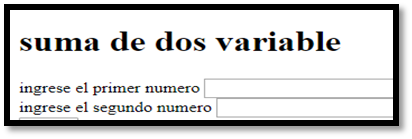 suma de dos variable
ingrese el primer numero
ingrese el segundo numero